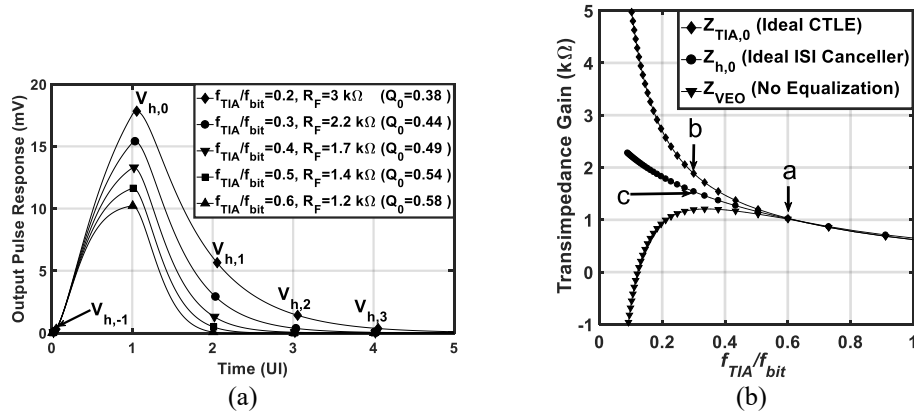 Output Pulse Response (mV)
20
15
10
5
0
V_h,0
V_h,1
V_h,2
V_h,3
V_h,-1
f_TIA/f_bit=0.2, R_F=3 kΩ (Q_0=0.38)
f_TIA/f_bit=0.3, R_F=2.2 kΩ (Q_0=0.44)
f_TIA/f_bit=0.4, R_F=1.7 kΩ (Q_0=0.49)
f_TIA/f_bit=0.5, R_F=1.4 kΩ (Q_0=0.54)
f_TIA/f_bit=0.6, R_F=1.2 kΩ (Q_0=0.58)
0 1 2 3 4 5
Time (UI)
(a)
Transimpedance Gain (kΩ)
5
4
3
2
1
0
-1
Z_TIA,0 (Ideal CTLE)
Z_h,0 (Ideal ISI Canceller)
Z_VEO (No Equalization)
b
a
c
0 0.2 0.4 0.6 0.8 1
f_TIA/f_bit
(b)